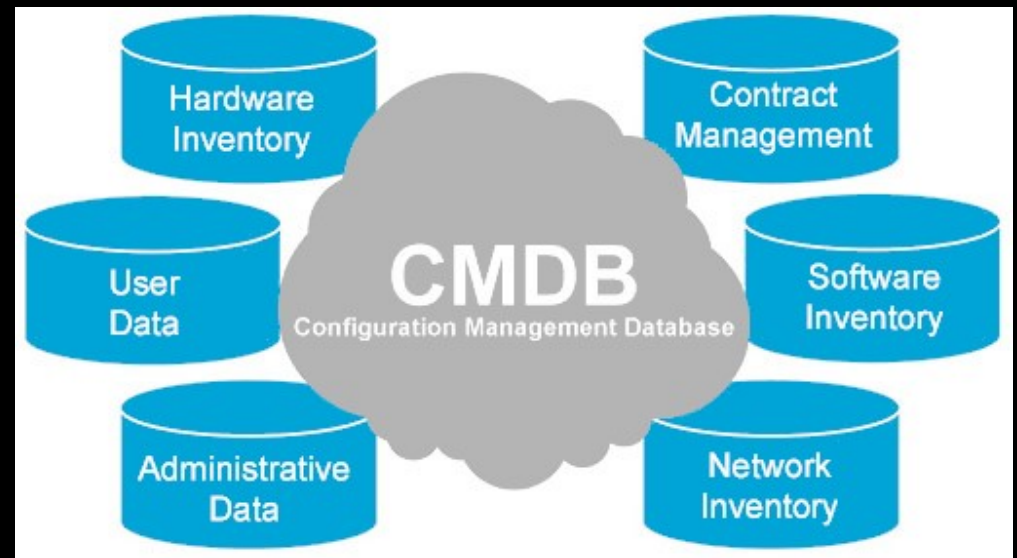 Hardware
Inventory
Contract
Management
User
Data
CMDB
Configuration Management Database
Software
Inventory
Administrative
Data
Network
Inventory